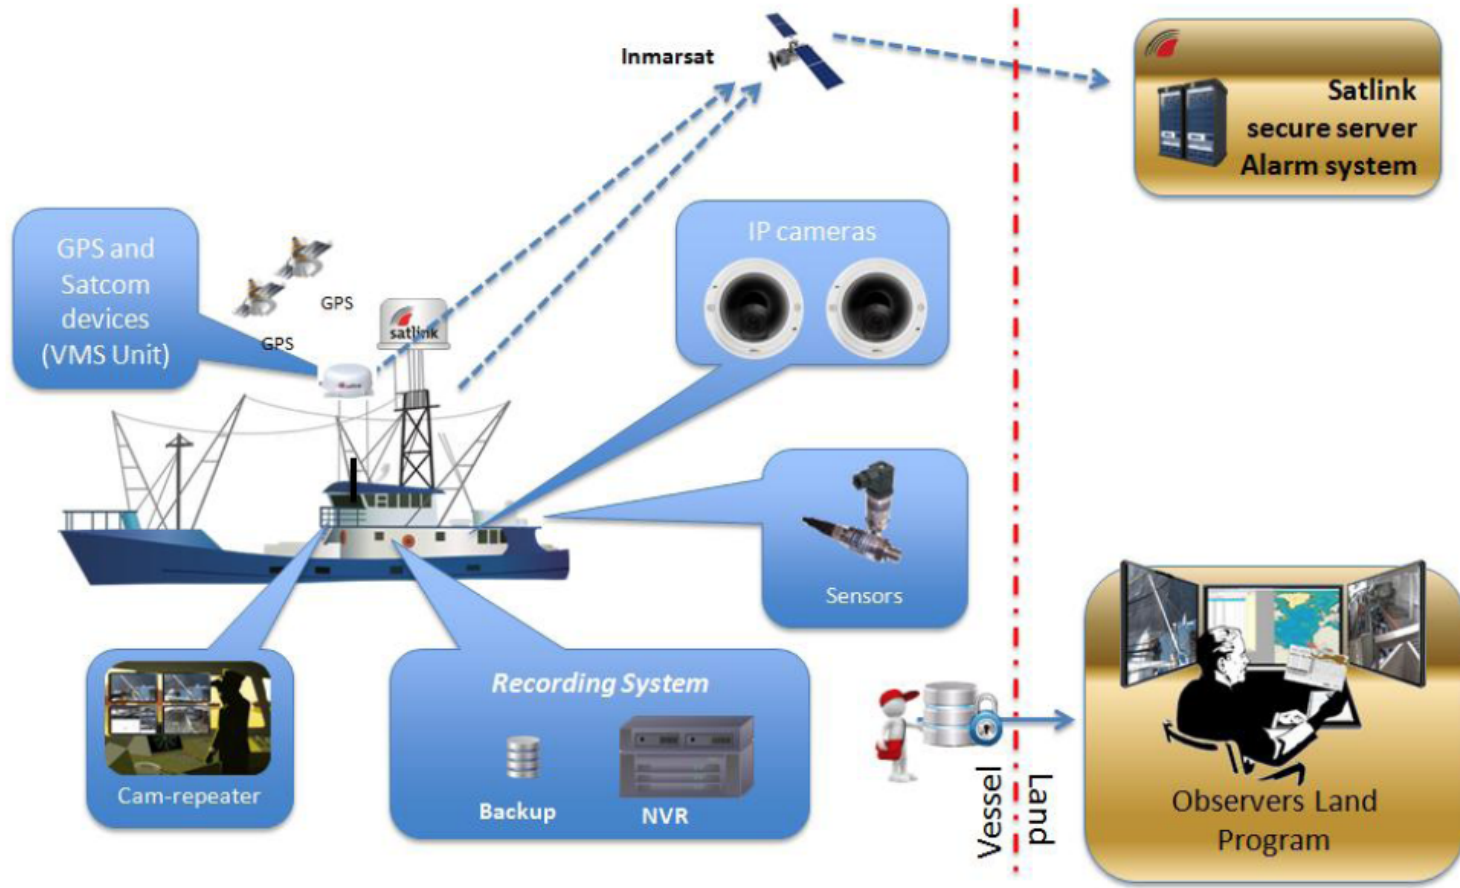 Inmarsat
Satlink
secure server
Alarm system
GPS and
Satcom
devices
(VMS Unit)
GPS
GPS
satlink
IP cameras
Sensors
Cam-repeater
Recording System
Backup
NVR
Vessel
Land
Observers Land
Program